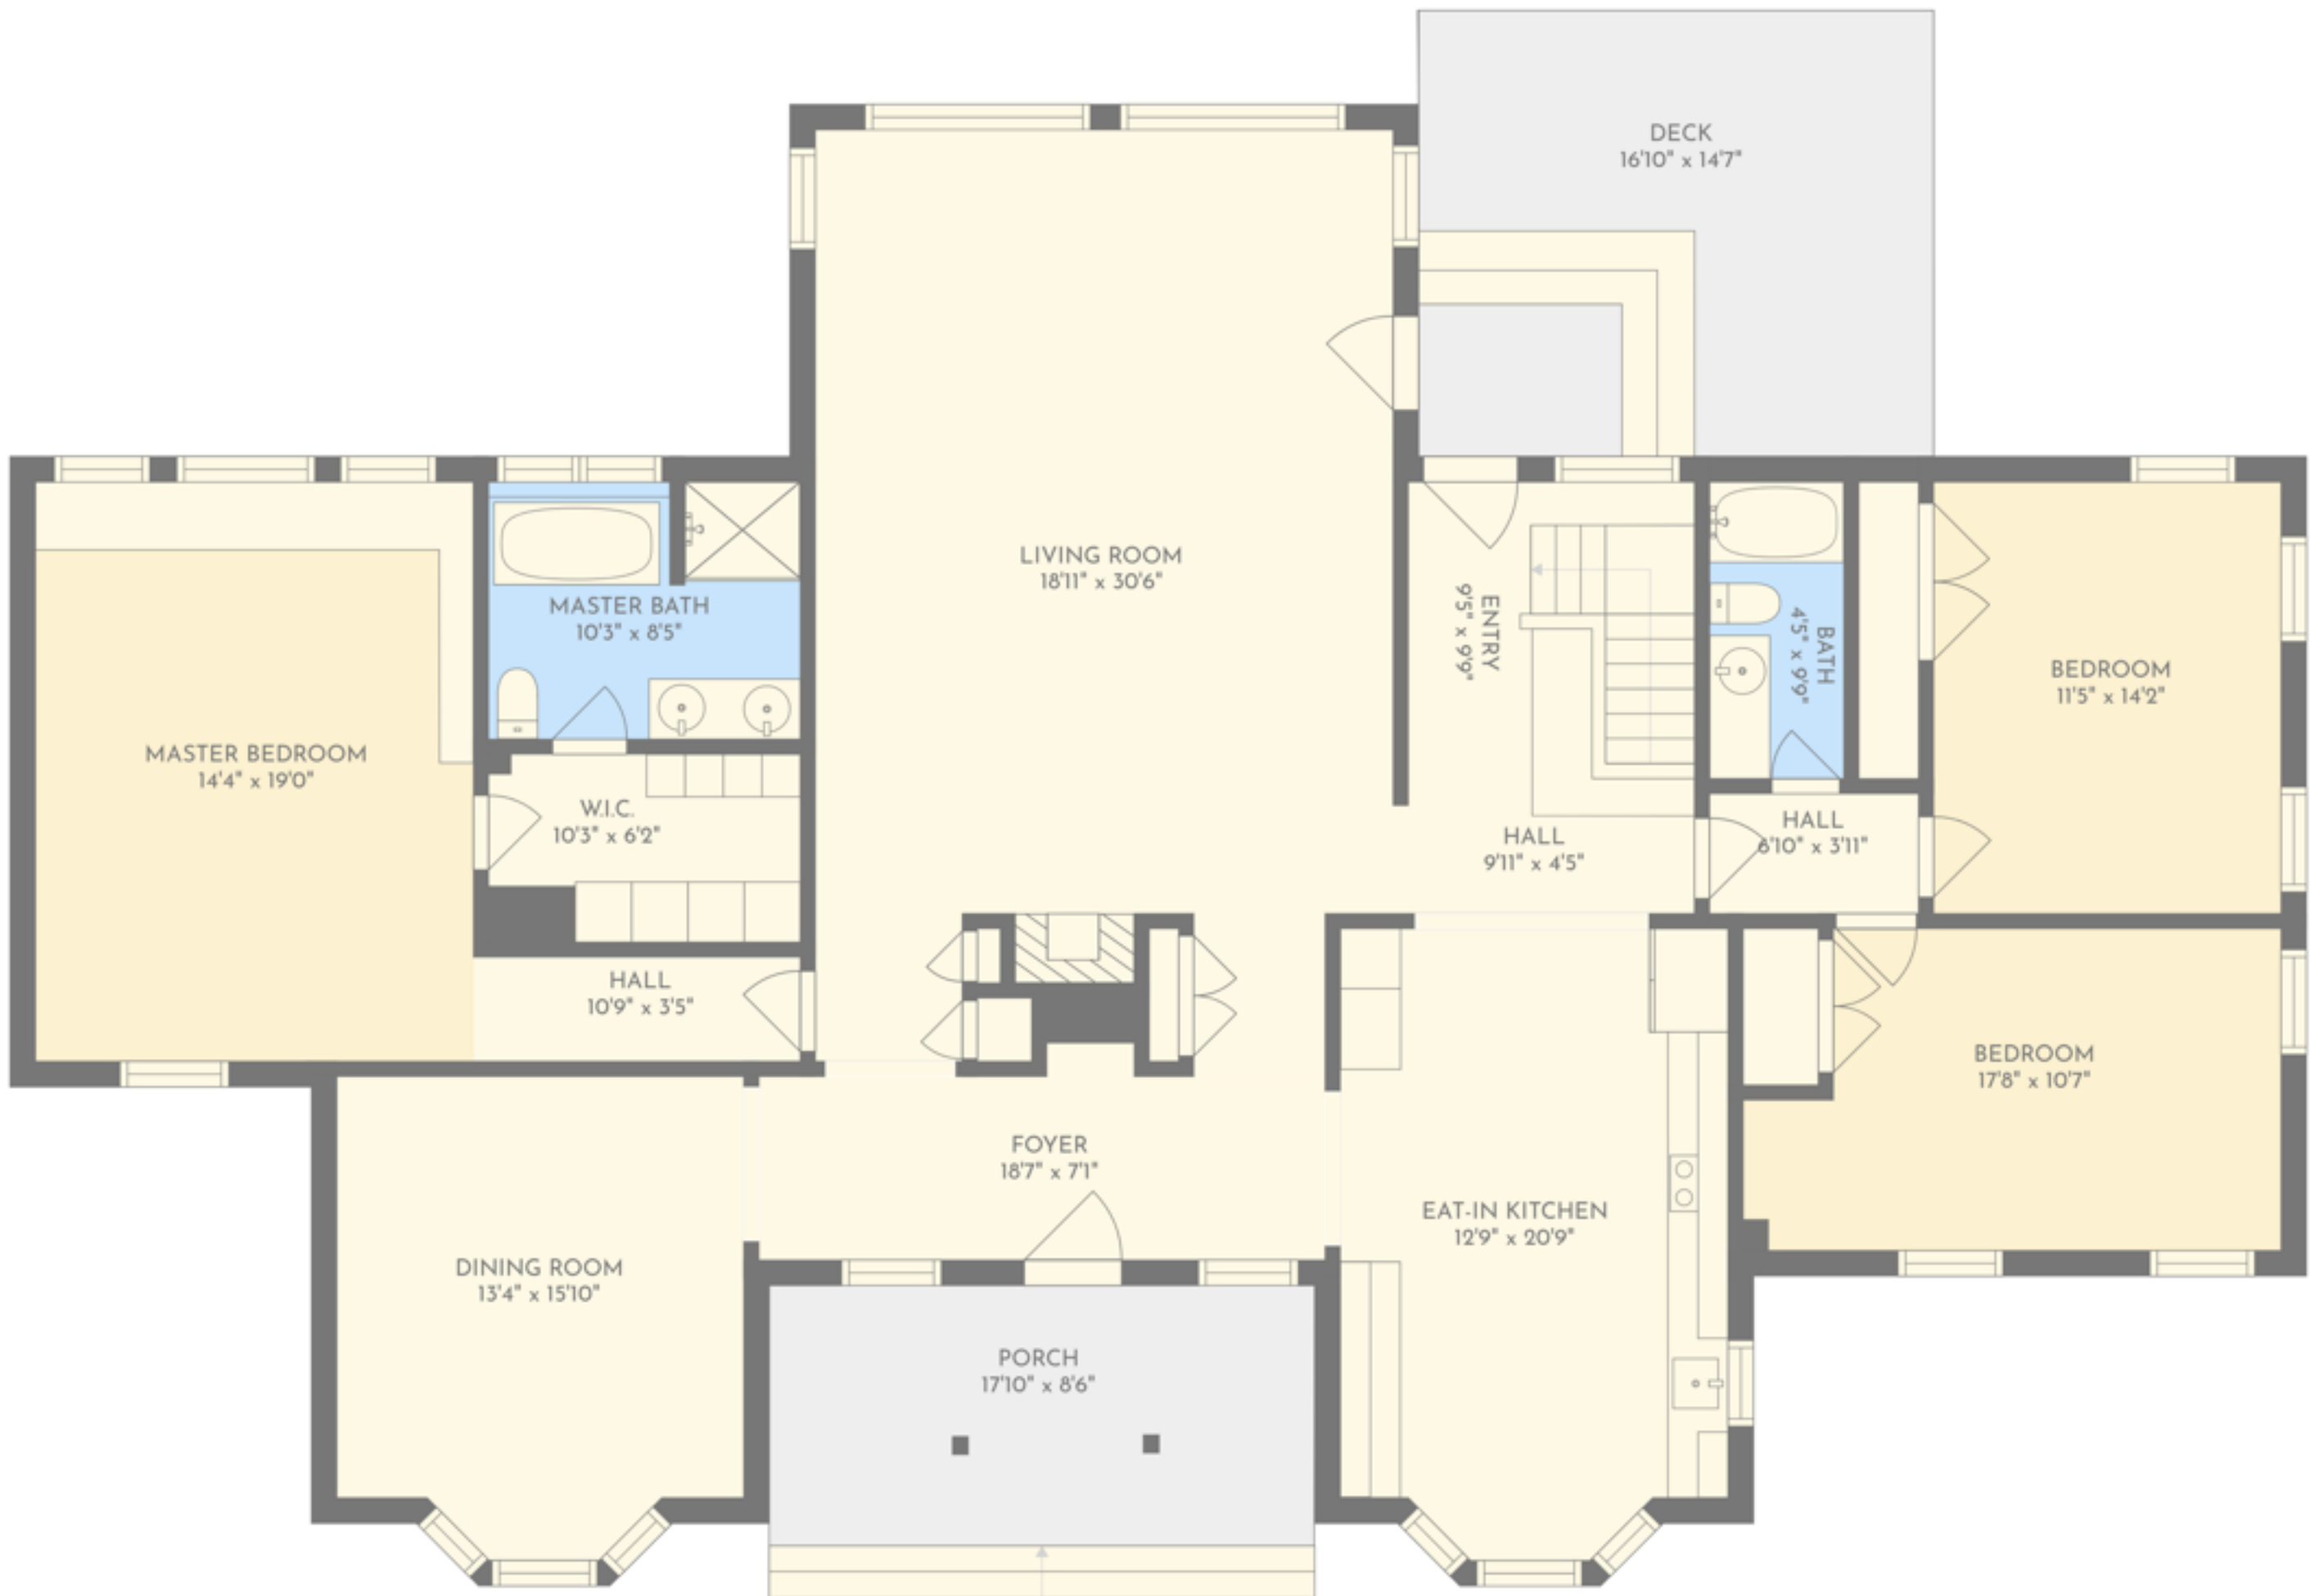 DECK
16'10" x 14'7"
LIVING ROOM
18'11" x 30'6"
MASTER BATH
10'3" x 8'5"
ENTRY
9'5" x 9'9"
BATH
4'5" x 9'9"
BEDROOM
11'5" x 14'2"
MASTER BEDROOM
14'4" x 19'0"
W.I.C.
10'3" x 6'2"
HALL
9'11" x 4'5"
HALL
6'10" x 3'11"
HALL
10'9" x 3'5"
BEDROOM
17'8" x 10'7"
FOYER
18'7" x 7'1"
EAT-IN KITCHEN
12'9" x 20'9"
DINING ROOM
13'4" x 15'10"
PORCH
17'10" x 8'6"